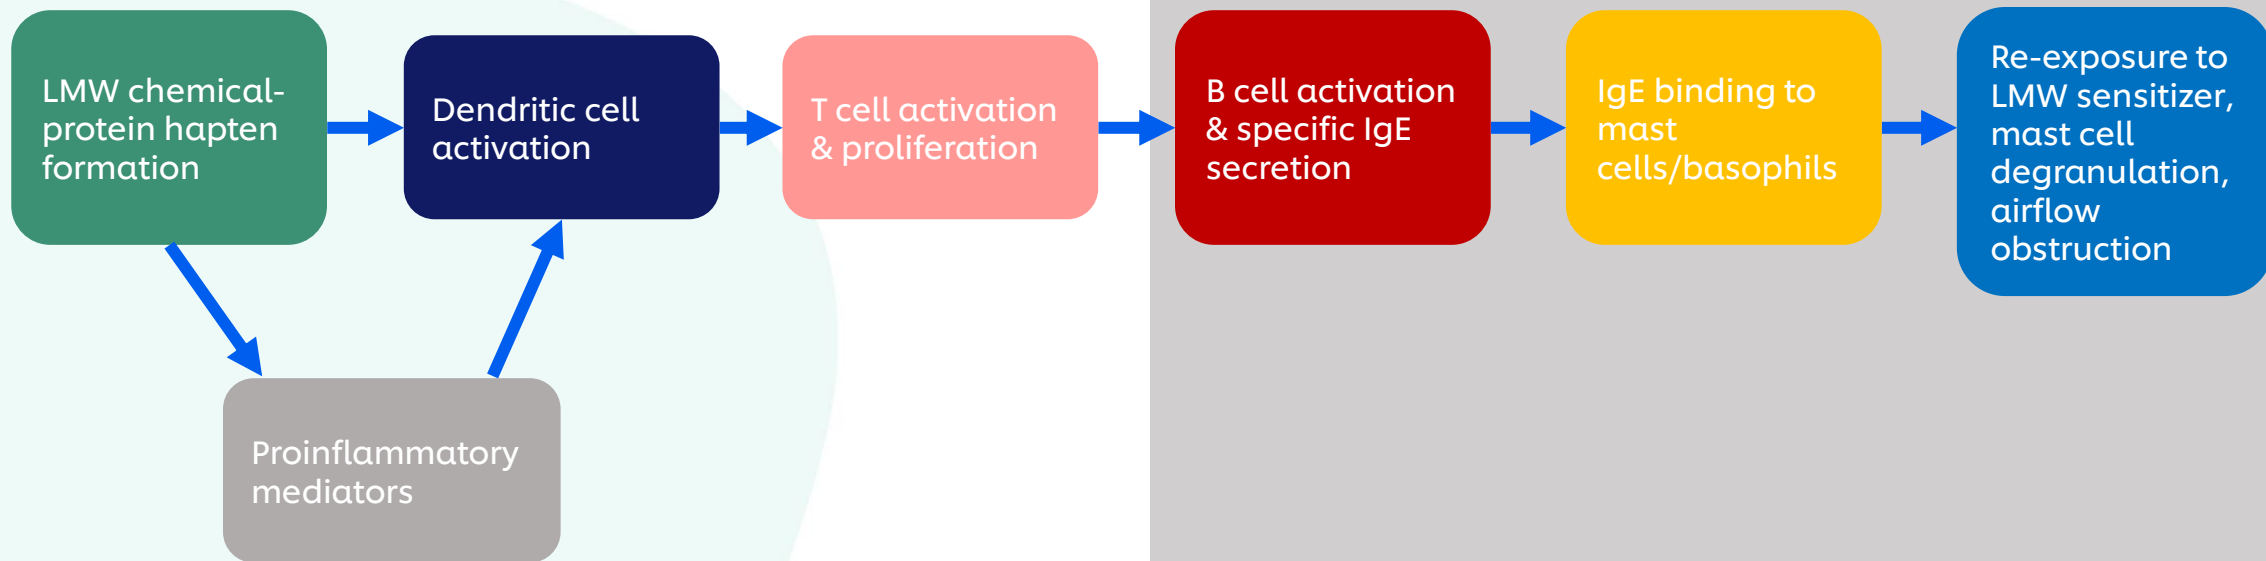 LMW chemical-
protein hapten
formation
Dendritic cell
activation
T cell activation
& proliferation
B cell activation
& specific IgE
secretion
IgE binding to
mast
cells/basophils
Re-exposure to
LMW sensitizer,
mast cell
degranulation,
airflow
obstruction
Proinflammatory
mediators